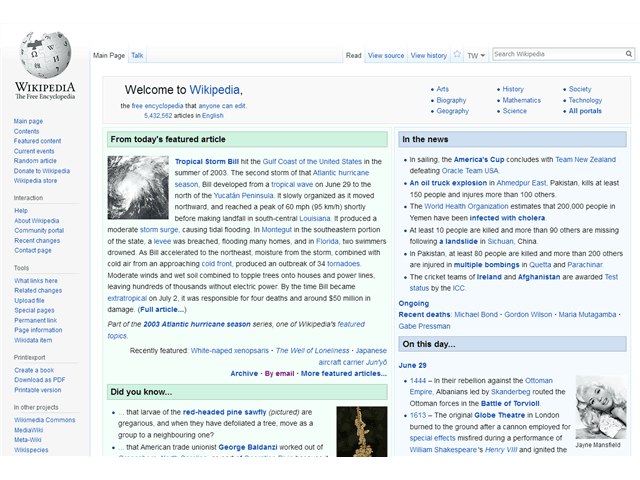 WIKIPEDIA
The Free Encyclopedia
Main page
Contents
Featured content
Current events
Random article
Donate to Wikipedia
Wikipedia store
Interaction
Help
About Wikipedia
Community portal
Recent changes
Contact page
Tools
What links here
Related changes
Upload file
Special pages
Permanent link
Page information
Wikidata item
Print/export
Create a book
Download as PDF
Printable version
In other projects
Wikimedia Commons
MediaWiki
Meta-Wiki
Wikispecies
Main Page Talk
Read View source View history TW Search Wikipedia
Welcome to Wikipedia,
the free encyclopedia that anyone can edit.
5,432,562 articles in English
• Arts
• Biography
• Geography
• History
• Mathematics
• Science
• Society
• Technology
• All portals
From today's featured article
Tropical Storm Bill hit the Gulf Coast of the United States in the
summer of 2003. The second storm of that Atlantic hurricane
season, Bill developed from a tropical wave on June 29 to the
north of the Yucatán Peninsula. It slowly organized as it moved
northward, and reached a peak of 60 mph (95 km/h) shortly
before making landfall in south-central Louisiana. It produced a
moderate storm surge, causing tidal flooding. In Montegut in the southeastern portion
of the state, a levee was breached, flooding many homes, and in Florida, two swimmers
drowned. As Bill accelerated to the northeast, moisture from the storm, combined with
cold air from an approaching cold front, produced an outbreak of 34 tornadoes.
Moderate winds and wet soil combined to topple trees onto houses and power lines,
leaving hundreds of thousands without electric power. By the time Bill became
extratropical on July 2, it was responsible for four deaths and around $50 million in
damage. (Full article...)
Part of the 2003 Atlantic hurricane season series, one of Wikipedia's featured
topics.
Recently featured: White-naped xenopsaris · The Well of Loneliness · Japanese
aircraft carrier Jun'yō
Archive · By email · More featured articles...
Did you know...
• ... that larvae of the red-headed pine sawfly (pictured) are
gregarious, and when they have defoliated a tree, move as a
group to a neighbouring one?
• ... that American trade unionist George Baldanzi worked out of
In the news
• In sailing, the America's Cup concludes with Team New Zealand
defeating Oracle Team USA.
• An oil truck explosion in Ahmedpur East, Pakistan, kills at least
150 people and injures more than 100 others.
• The World Health Organization estimates that 200,000 people in
Yemen have been infected with cholera.
• At least 10 people are killed and more than 90 others are missing
following a landslide in Sichuan, China.
• In Pakistan, at least 80 people are killed and more than 200 others
are injured in multiple bombings in Quetta and Parachinar.
• The cricket teams of Ireland and Afghanistan are awarded Test
status by the ICC.
Ongoing
Recent deaths: Michael Bond · Gordon Wilson · Maria Mutagamba ·
Gabe Pressman
On this day...
June 29
• 1444 – In their rebellion against the Ottoman
Empire, Albanians led by Skanderbeg routed the
Ottoman forces in the Battle of Torvioll.
• 1613 – The original Globe Theatre in London
burned to the ground after a cannon employed for
special effects misfired during a performance of
William Shakespeare's Henry VIII and ignited the
Jayne Mansfield